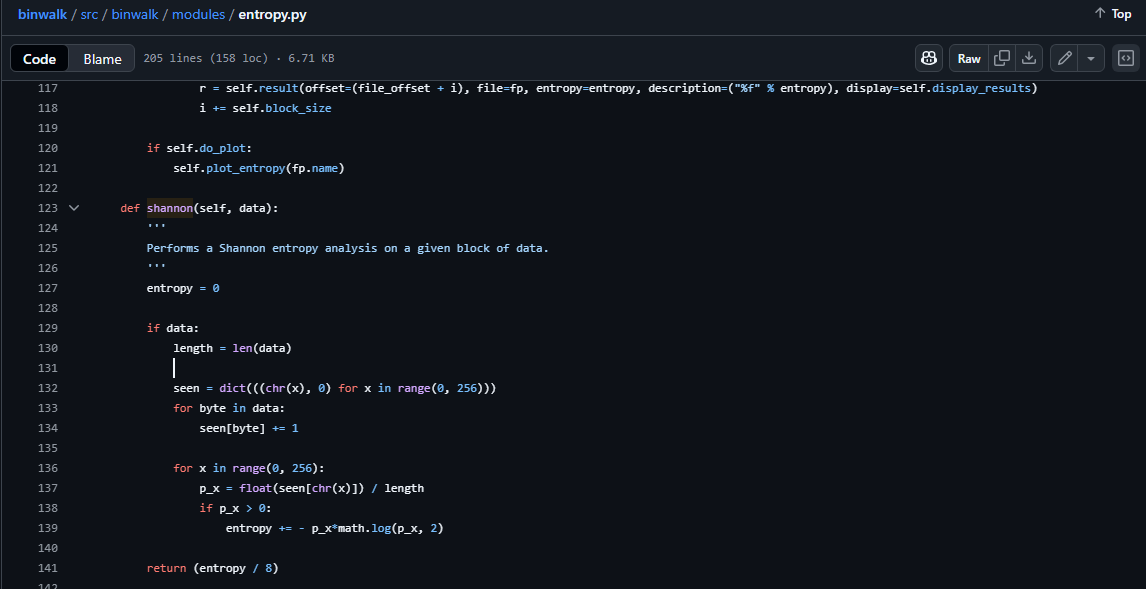 binwalk / src / binwalk / modules / entropy.py
Top
Code Blame 205 lines (158 loc) · 6.71 KB
Raw
117 r = self.result(offset=(file_offset + i), file=fp, entropy=entropy, description=("%f" % entropy), display=self.display_results)
118 i += self.block_size
119
120 if self.do_plot:
121 self.plot_entropy(fp.name)
122
123 def shannon(self, data):
124 '''
125 Performs a Shannon entropy analysis on a given block of data.
126 '''
127 entropy = 0
128
129 if data:
130 length = len(data)
131
132 seen = dict(((chr(x), 0) for x in range(0, 256)))
133 for byte in data:
134 seen[byte] += 1
135
136 for x in range(0, 256):
137 p_x = float(seen[chr(x)]) / length
138 if p_x > 0:
139 entropy += - p_x*math.log(p_x, 2)
140
141 return (entropy / 8)
142